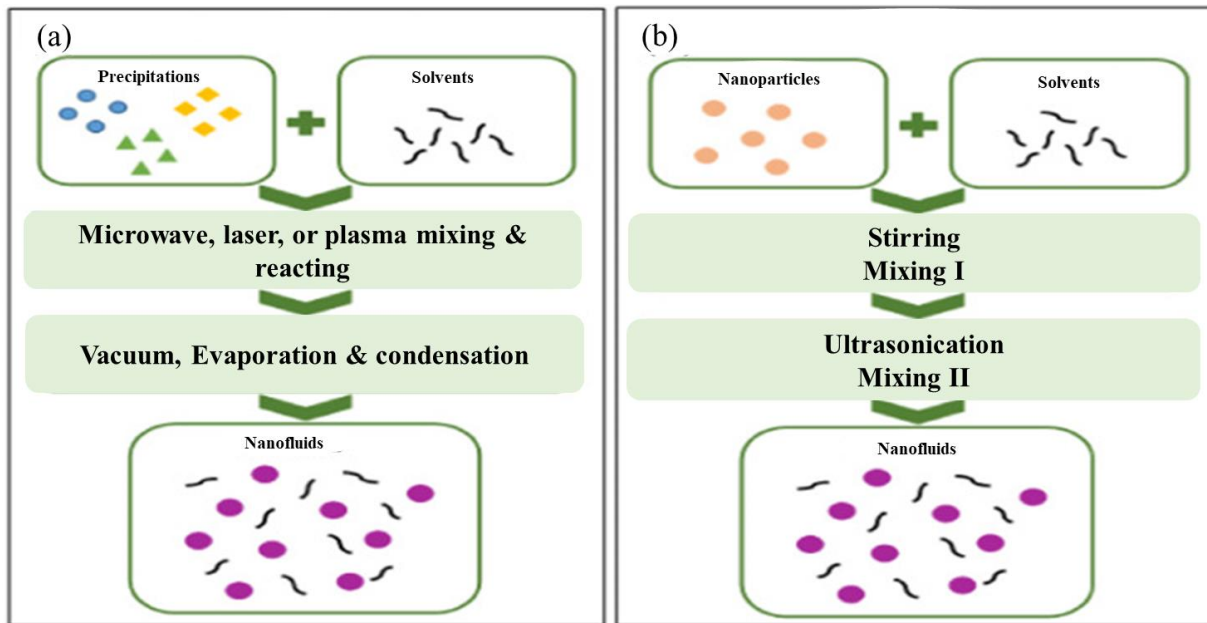 (a)
Precipitations
Solvents
Microwave, laser, or plasma mixing &
reacting
Vacuum, Evaporation & condensation
Nanofluids
(b)
Nanoparticles
Solvents
Stirring
Mixing I
Ultrasonication
Mixing II
Nanofluids